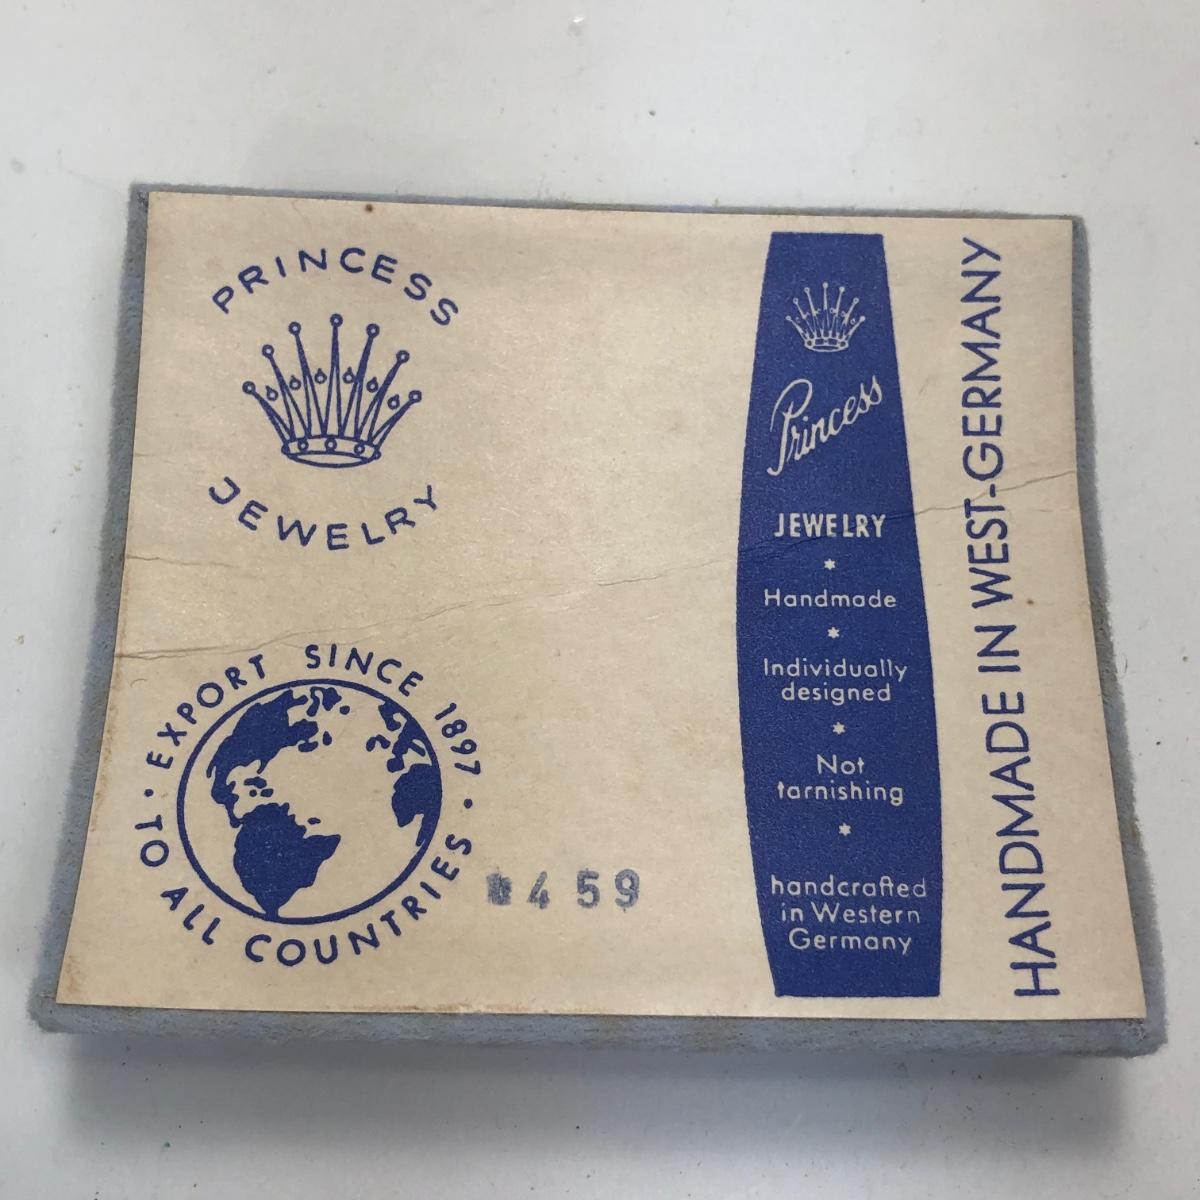 PRINCESS
JEWELRY
EXPORT SINCE 1897 •
TO ALL COUNTRIES •
459
Princess
JEWELRY
Handmade
Individually
designed
Not
tarnishing
handcrafted
in Western
Germany
HANDMADE IN WEST-GERMANY